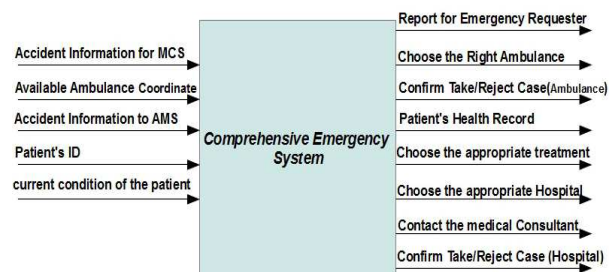 Accident Information for MCS
Available Ambulance Coordinate
Accident Information to AMS
Patient's ID
current condition of the patient
Comprehensive Emergency
System
Report for Emergency Requester
Choose the Right Ambulance
Confirm Take/Reject Case(Ambulance)
Patient's Health Record
Choose the appropriate treatment
Choose the appropriate Hospital
Contact the medical Consultant
Confirm Take/Reject Case (Hospital)